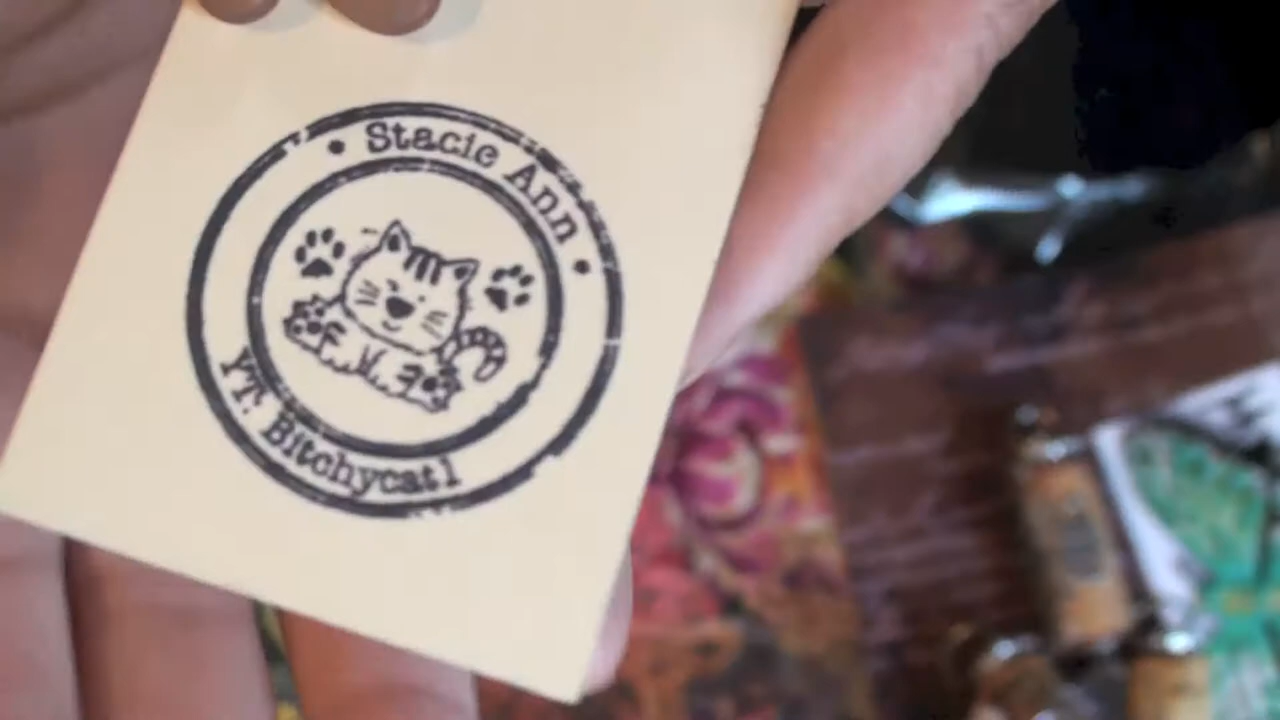 • Stacie Ann •
YT: Bitchycat1